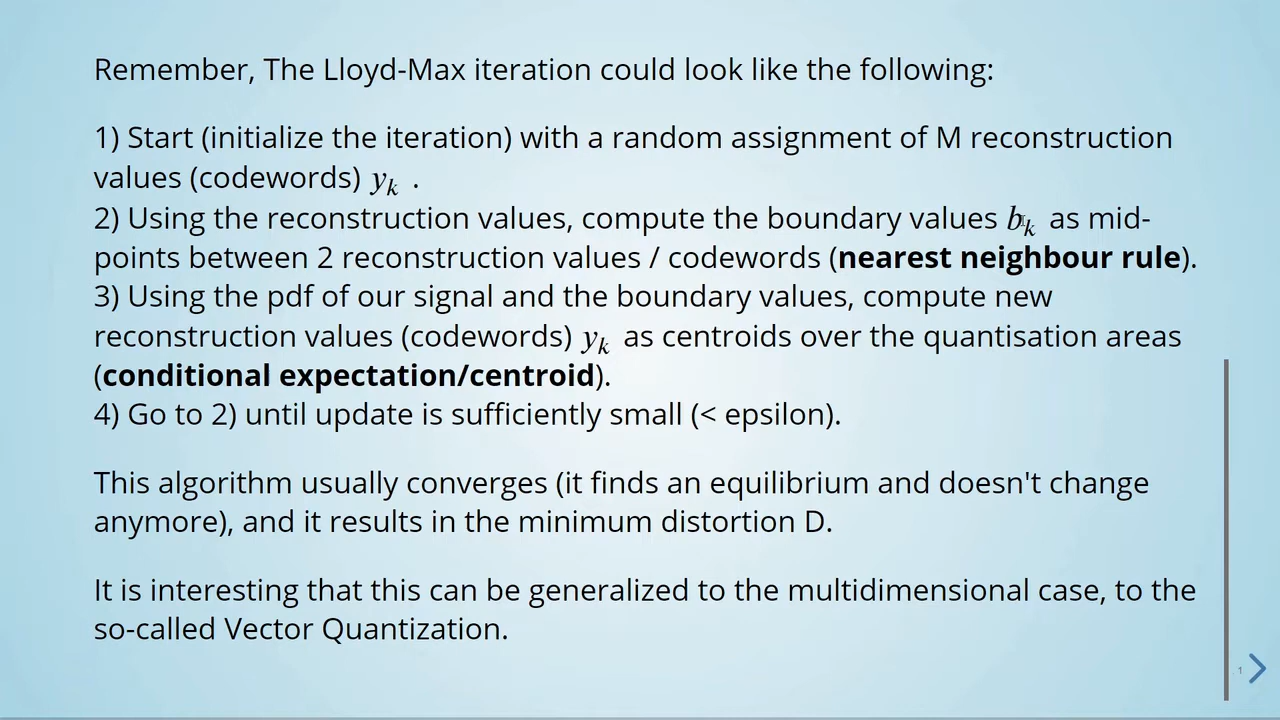 Remember, The Lloyd-Max iteration could look like the following:
1) Start (initialize the iteration) with a random assignment of M reconstruction
values (codewords) yₖ .
2) Using the reconstruction values, compute the boundary values bₖ as mid-
points between 2 reconstruction values / codewords (nearest neighbour rule).
3) Using the pdf of our signal and the boundary values, compute new
reconstruction values (codewords) yₖ as centroids over the quantisation areas
(conditional expectation/centroid).
4) Go to 2) until update is sufficiently small (< epsilon).
This algorithm usually converges (it finds an equilibrium and doesn't change
anymore), and it results in the minimum distortion D.
It is interesting that this can be generalized to the multidimensional case, to the
so-called Vector Quantization.
1